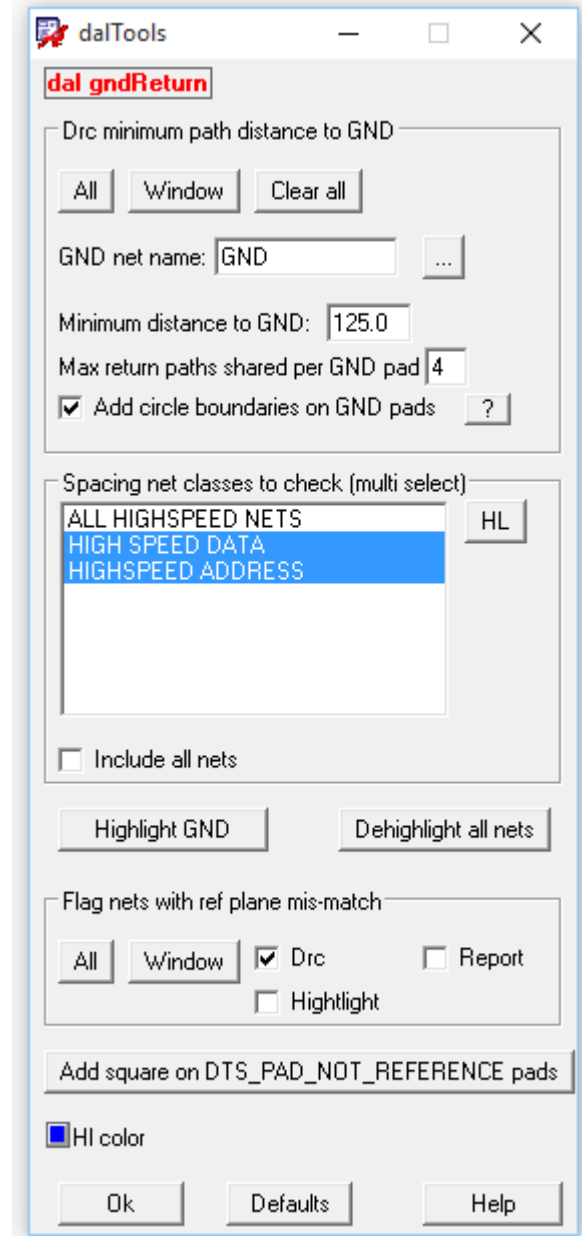 dalTools
dal gndReturn
Drc minimum path distance to GND
All Window Clear all
GND net name: GND ...
Minimum distance to GND: 125.0
Max return paths shared per GND pad 4
Add circle boundaries on GND pads ?
Spacing net classes to check (multi select)
ALL HIGHSPEED NETS HL
HIGH SPEED DATA
HIGHSPEED ADDRESS
Include all nets
Highlight GND Dehighlight all nets
Flag nets with ref plane mis-match
All Window Drc Report
Hightlight
Add square on DTS_PAD_NOT_REFERENCE pads
HI color
Ok Defaults Help